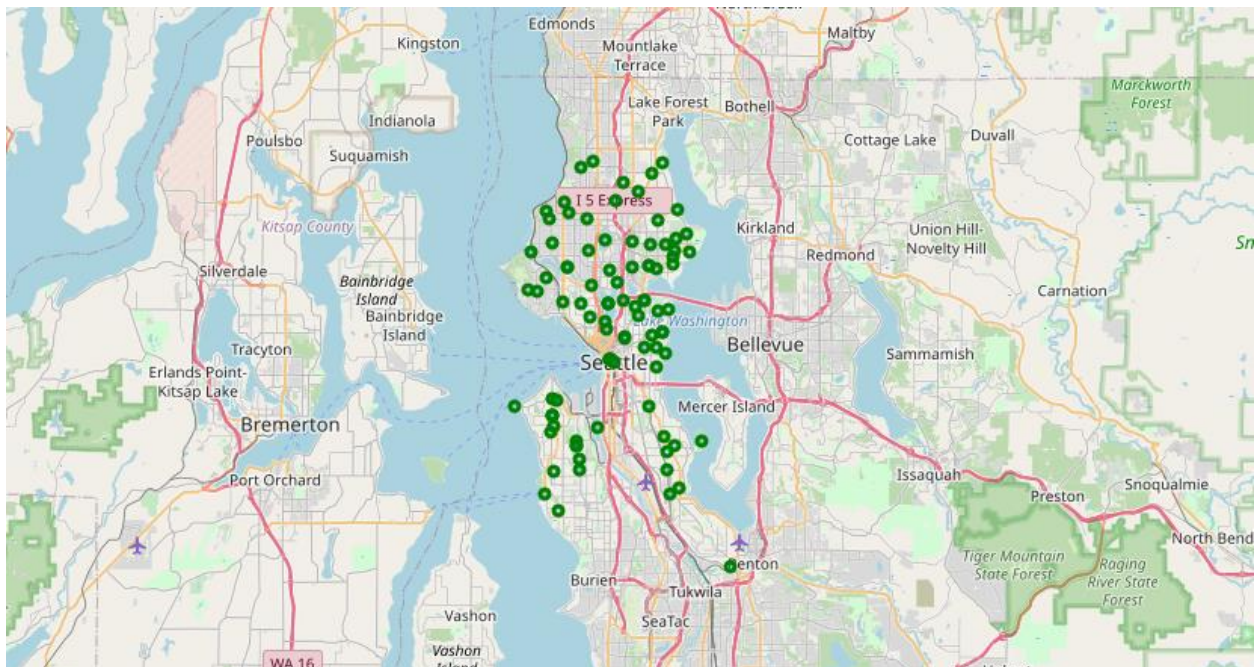 Edmonds
Maltby
Kingston
Mountlake
Terrace
Marckworth
Forest
Lake Forest
Park
Bothell
Indianola
Duvall
Poulsbo
Cottage Lake
Suquamish
I 5 Express
Kitsap County
Kirkland
Union Hill-
Novelty Hill
Redmond
Silverdale
Bainbridge
Island
Carnation
Bainbridge
Island
Lake Washington
Tracyton
Bellevue
Seattle
Sammamish
Erlands Point-
Kitsap Lake
Mercer Island
Bremerton
Issaquah
Port Orchard
Preston
Snoqualmie
North Bend
Tiger Mountain
State Forest
Raging
River State
Forest
Renton
Burien
Tukwila
Vashon
SeaTac
Vashon
WA 16